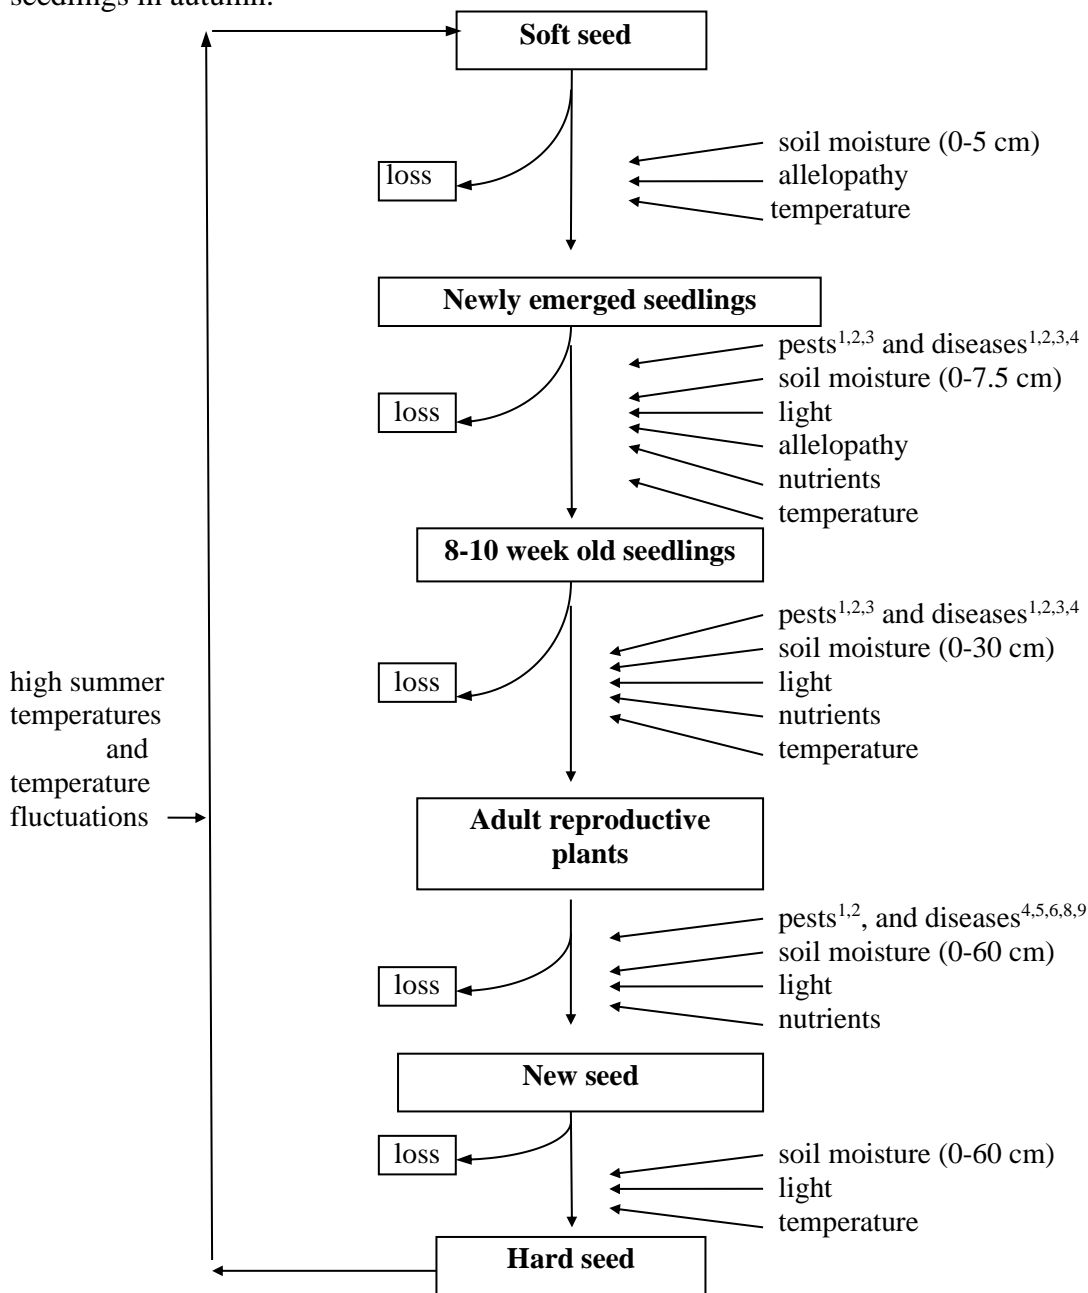 seedlings in autumn.
Soft seed
soil moisture (0-5 cm)
loss
allelopathy
temperature
Newly emerged seedlings
pests1,2,3 and diseases1,2,3,4
soil moisture (0-7.5 cm)
loss
light
allelopathy
nutrients
temperature
8-10 week old seedlings
pests1,2,3 and diseases1,2,3,4
soil moisture (0-30 cm)
loss
light
nutrients
temperature
high summer
temperatures
and
temperature
fluctuations
Adult reproductive
plants
pests1,2, and diseases4,5,6,8,9
soil moisture (0-60 cm)
loss
light
nutrients
New seed
loss
soil moisture (0-60 cm)
light
temperature
Hard seed